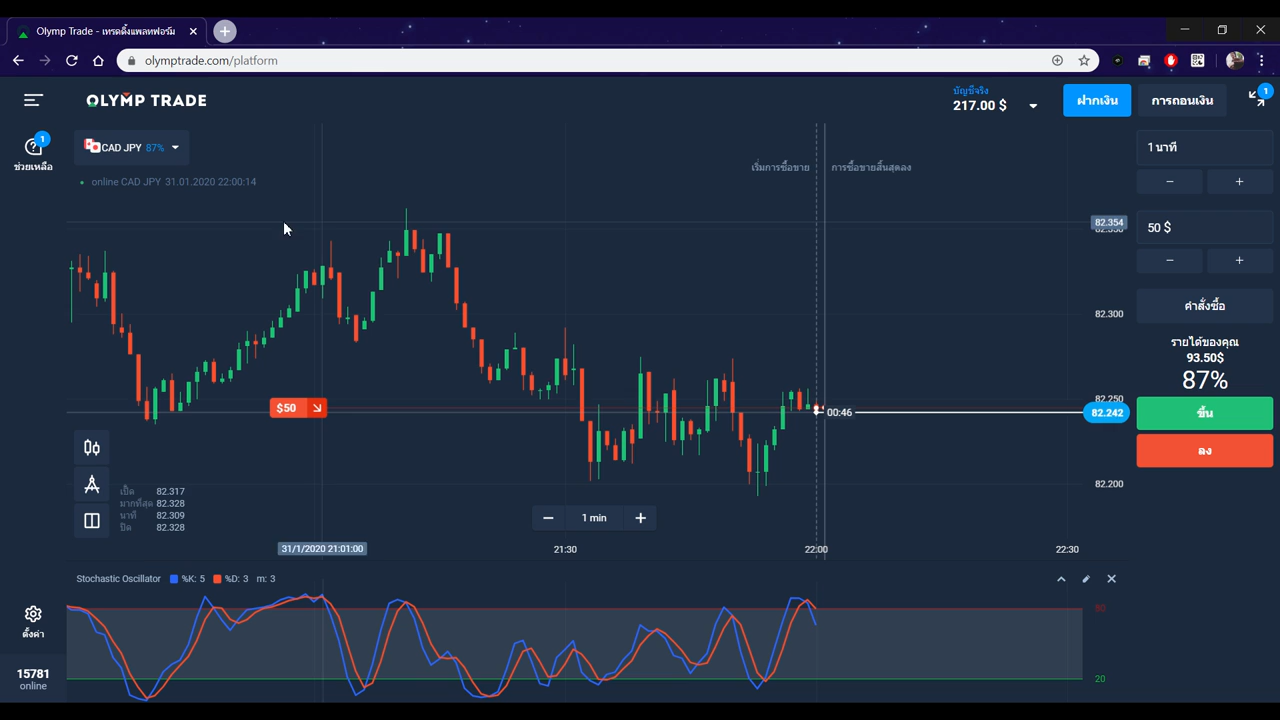 Olymp Trade - เทรดดิ้งแพลทฟอร์ม
olymptrade.com/platform
OLYMP TRADE
บัญชีจริง
217.00 $
ฝากเงิน
การถอนเงิน
1
1
ช่วยเหลือ
CAD JPY 87%
online CAD JPY 31.01.2020 22:00:14
เริ่มการซื้อขาย
การซื้อขายสิ้นสุดลง
1 นาที
− +
82.354
50 $
− +
82.300
คำสั่งซื้อ
รายได้ของคุณ
93.50$
87%
82.250
$50
00:46
82.242
ขึ้น
ลง
82.200
เปิด 82.317
มากที่สุด 82.328
นาที 82.309
ปิด 82.328
− 1 min +
31/1/2020 21:01:00
21:30
22:00
22:30
Stochastic Oscillator %K: 5 %D: 3 m: 3
20
ตั้งค่า
15781
online